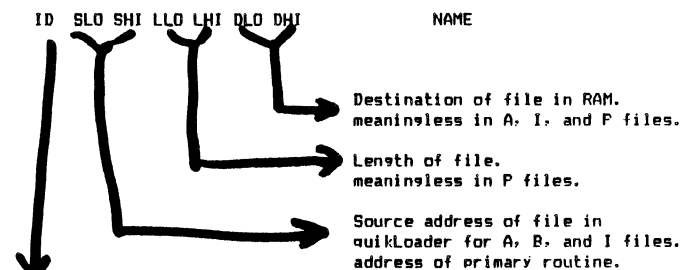 ID SLO SHI LLO LHI DLO DHI NAME
Destination of file in RAM.
meaningless in A, I, and P files.
Length of file.
meaningless in P files.
Source address of file in
quikLoader for A, B, and I files.
address of primary routine.